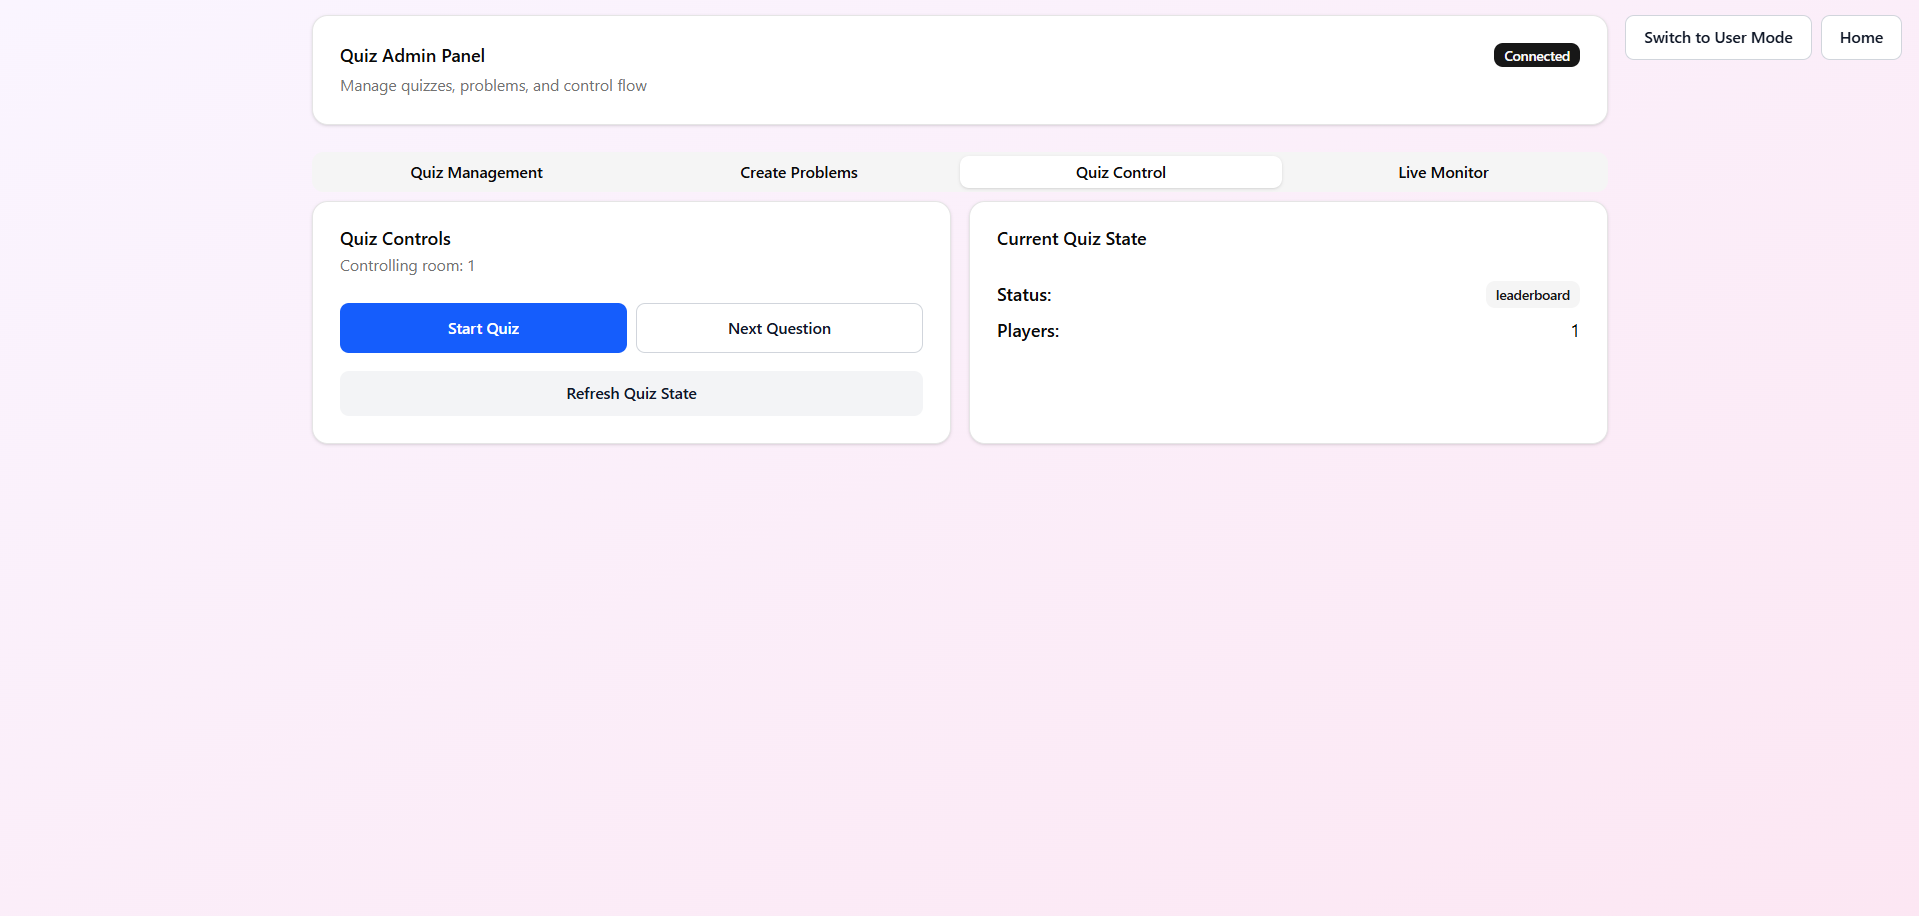 Quiz Admin Panel
Connected
Manage quizzes, problems, and control flow
Switch to User Mode
Home
Quiz Management
Create Problems
Quiz Control
Live Monitor
Quiz Controls
Controlling room: 1
Start Quiz
Next Question
Refresh Quiz State
Current Quiz State
Status:
leaderboard
Players:
1